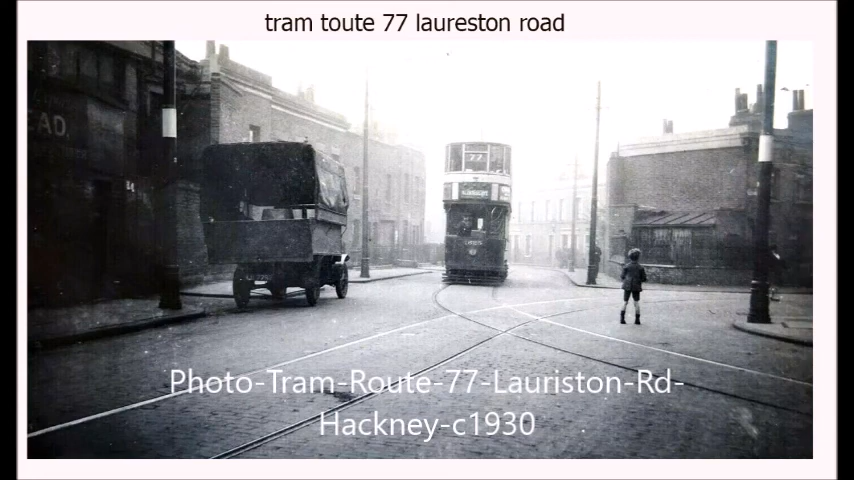 tram toute 77 laureston road
EAD.
77
Photo-Tram-Route-77-Lauriston-Rd-
Hackney-c1930